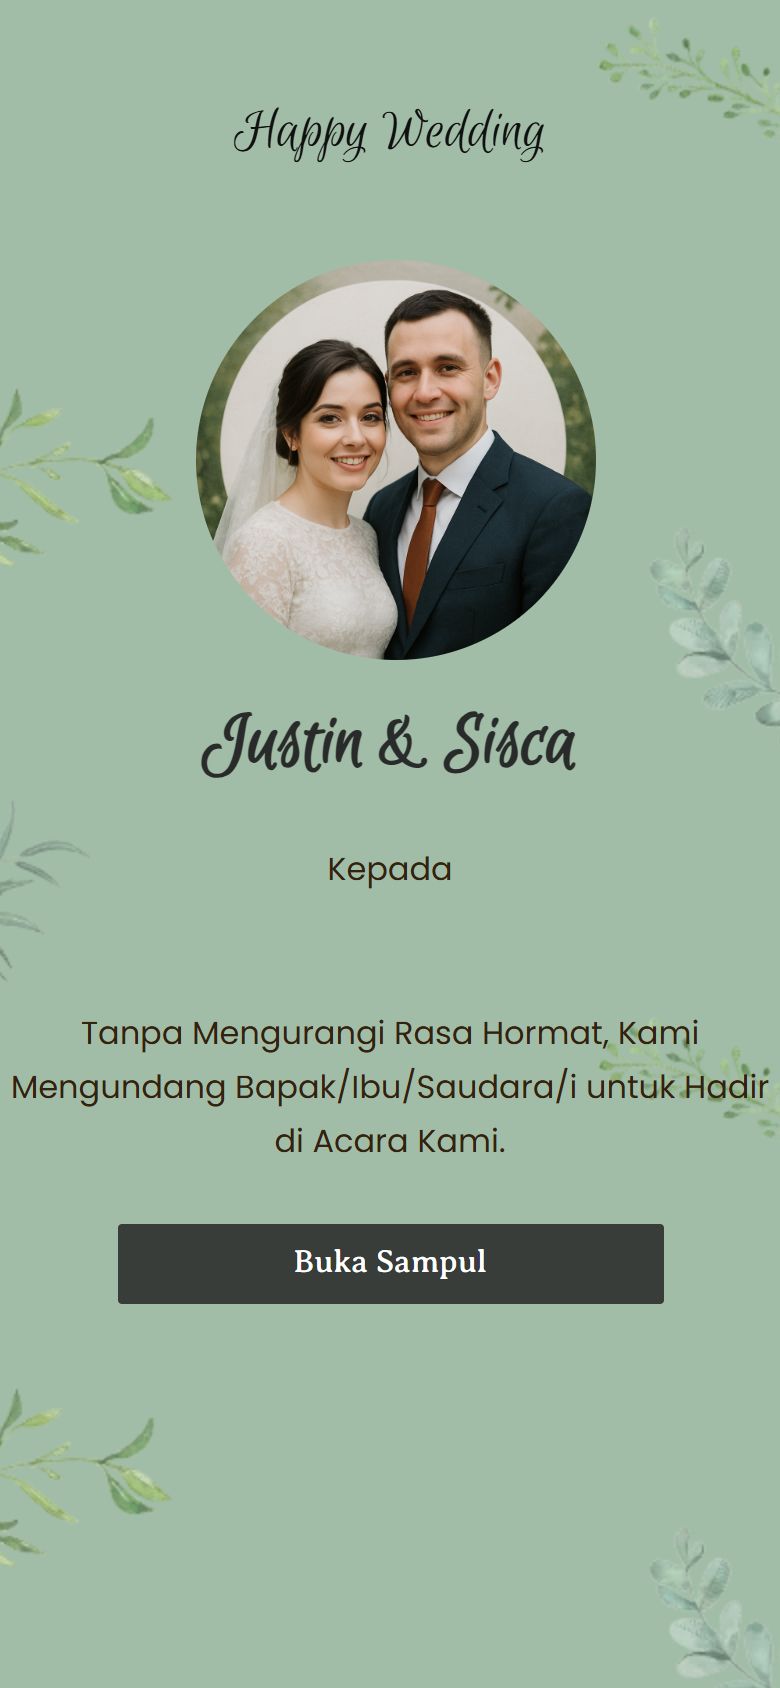 Happy Wedding
Justin & Sisca
Kepada
Tanpa Mengurangi Rasa Hormat, Kami
Mengundang Bapak/Ibu/Saudara/i untuk Hadir
di Acara Kami.
Buka Sampul